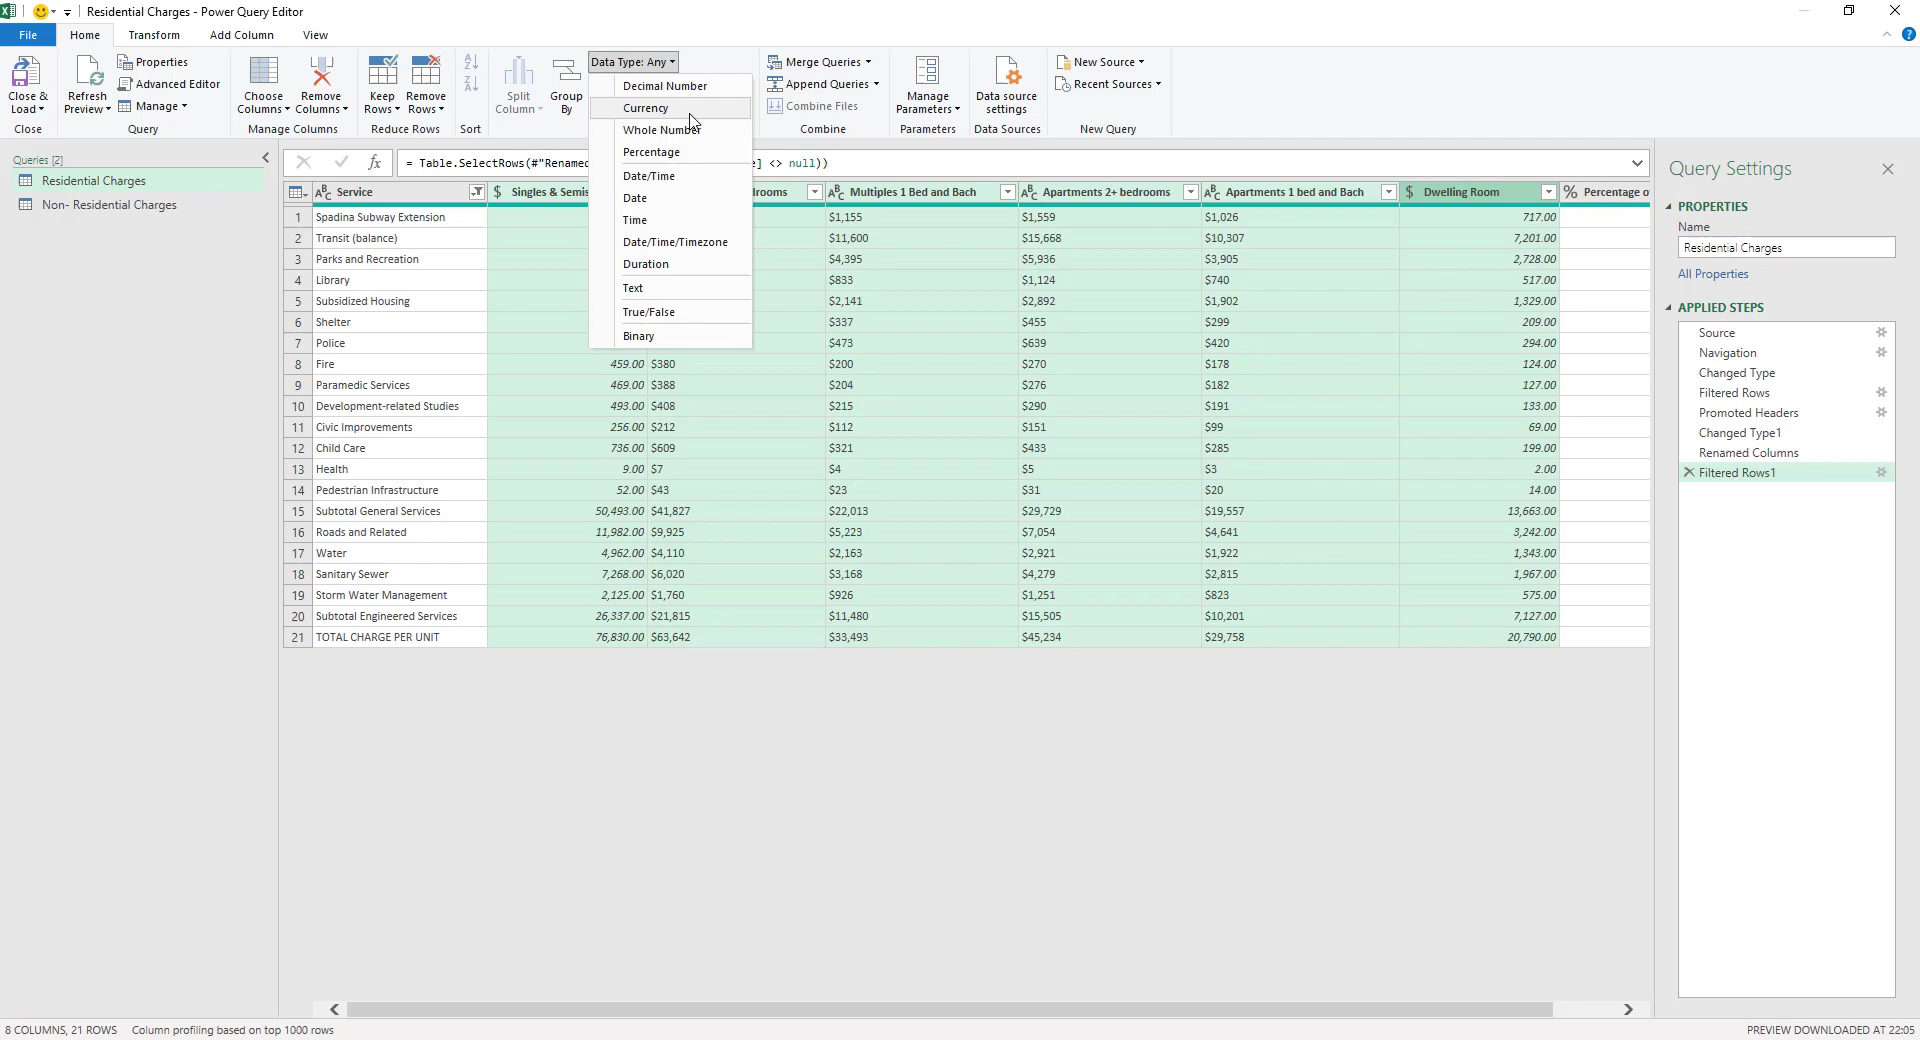 Residential Charges - Power Query Editor
File Home Transform Add Column View
Close & Load
Close
Refresh Preview
Properties
Advanced Editor
Manage
Query
Choose Columns
Remove Columns
Manage Columns
Keep Rows
Remove Rows
Reduce Rows
Sort
Split Column
Group By
Data Type: Any
Decimal Number
Currency
Whole Number
Percentage
Date/Time
Date
Time
Date/Time/Timezone
Duration
Text
True/False
Binary
Merge Queries
Append Queries
Combine Files
Combine
Manage Parameters
Parameters
Data source settings
Data Sources
New Source
Recent Sources
New Query
Queries [2]
Residential Charges
Non- Residential Charges
fx = Table.SelectRows(#"Renamed e] <> null))
ABC Service $ Singles & Semis drooms ABC Multiples 1 Bed and Bach ABC Apartments 2+ bedrooms ABC Apartments 1 bed and Bach $ Dwelling Room % Percentage o
1 Spadina Subway Extension $1,155 $1,559 $1,026 717.00
2 Transit (balance) $11,600 $15,668 $10,307 7,201.00
3 Parks and Recreation $4,395 $5,936 $3,905 2,728.00
4 Library $833 $1,124 $740 517.00
5 Subsidized Housing $2,141 $2,892 $1,902 1,329.00
6 Shelter $337 $455 $299 209.00
7 Police $473 $639 $420 294.00
8 Fire 459.00 $380 $200 $270 $178 124.00
9 Paramedic Services 469.00 $388 $204 $276 $182 127.00
10 Development-related Studies 493.00 $408 $215 $290 $191 133.00
11 Civic Improvements 256.00 $212 $112 $151 $99 69.00
12 Child Care 736.00 $609 $321 $433 $285 199.00
13 Health 9.00 $7 $4 $5 $3 2.00
14 Pedestrian Infrastructure 52.00 $43 $23 $31 $20 14.00
15 Subtotal General Services 50,493.00 $41,827 $22,013 $29,729 $19,557 13,663.00
16 Roads and Related 11,982.00 $9,925 $5,223 $7,054 $4,641 3,242.00
17 Water 4,962.00 $4,110 $2,163 $2,921 $1,922 1,343.00
18 Sanitary Sewer 7,268.00 $6,020 $3,168 $4,279 $2,815 1,967.00
19 Storm Water Management 2,125.00 $1,760 $926 $1,251 $823 575.00
20 Subtotal Engineered Services 26,337.00 $21,815 $11,480 $15,505 $10,201 7,127.00
21 TOTAL CHARGE PER UNIT 76,830.00 $63,642 $33,493 $45,234 $29,758 20,790.00
Query Settings
PROPERTIES
Name
Residential Charges
All Properties
APPLIED STEPS
Source
Navigation
Changed Type
Filtered Rows
Promoted Headers
Changed Type1
Renamed Columns
Filtered Rows1
8 COLUMNS, 21 ROWS Column profiling based on top 1000 rows
PREVIEW DOWNLOADED AT 22:05